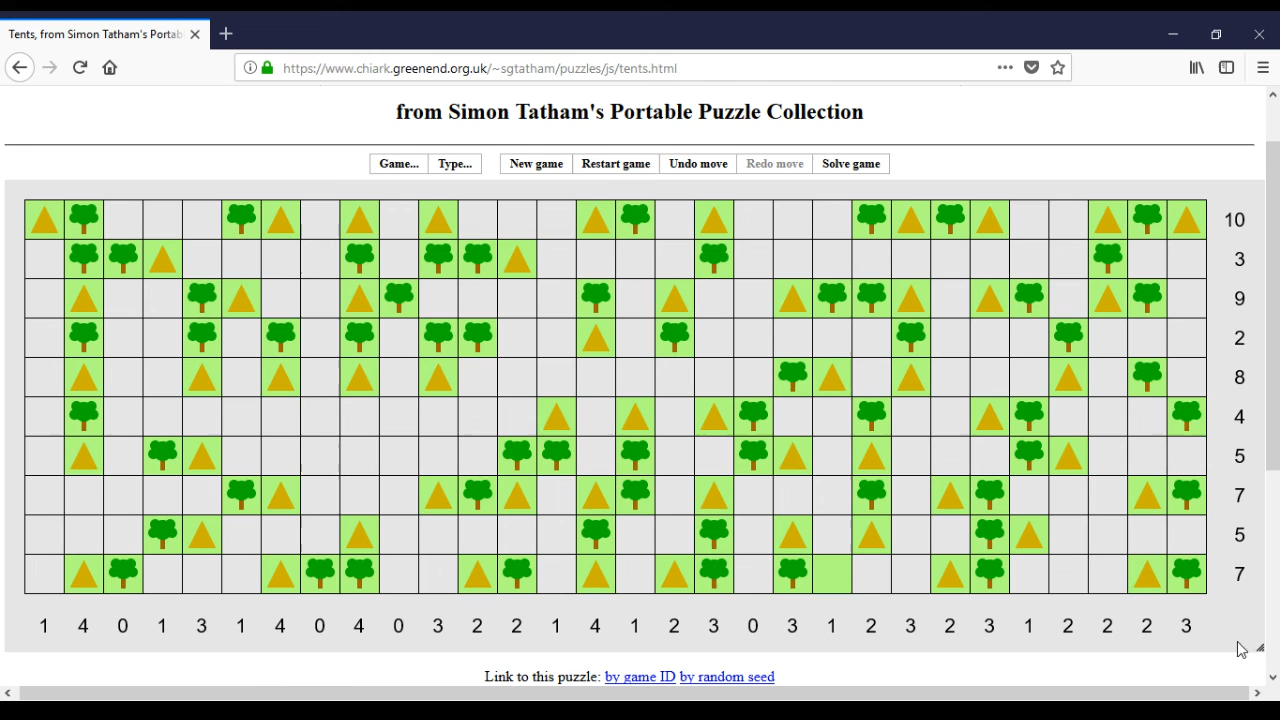 Tents, from Simon Tatham's Portab
https://www.chiark.greenend.org.uk/~sgtatham/puzzles/js/tents.html
from Simon Tatham's Portable Puzzle Collection
Game... Type... New game Restart game Undo move Redo move Solve game
10
3
9
2
8
4
5
7
5
7
1 4 0 1 3 1 4 0 4 0 3 2 2 1 4 1 2 3 0 3 1 2 3 2 3 1 2 2 2 3
Link to this puzzle: by game ID by random seed